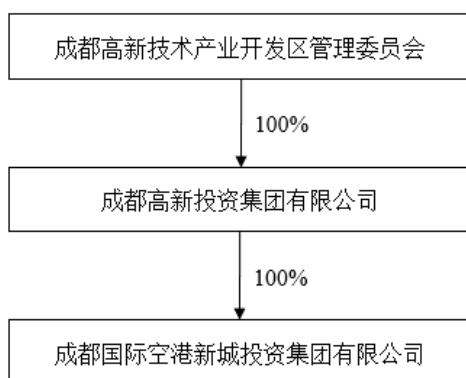 成都高新技术产业开发区管理委员会
100%
成都高新投资集团有限公司
100%
成都国际空港新城投资集团有限公司